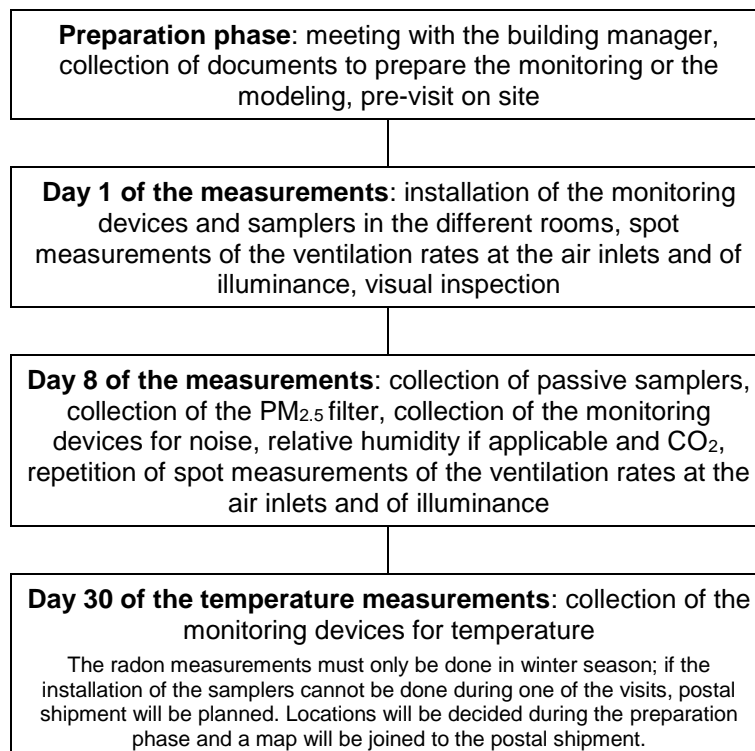 Preparation phase: meeting with the building manager,
collection of documents to prepare the monitoring or the
modeling, pre-visit on site
Day 1 of the measurements: installation of the monitoring
devices and samplers in the different rooms, spot
measurements of the ventilation rates at the air inlets and of
illuminance, visual inspection
Day 8 of the measurements: collection of passive samplers,
collection of the PM2.5 filter, collection of the monitoring
devices for noise, relative humidity if applicable and CO2,
repetition of spot measurements of the ventilation rates at the
air inlets and of illuminance
Day 30 of the temperature measurements: collection of the
monitoring devices for temperature
The radon measurements must only be done in winter season; if the
installation of the samplers cannot be done during one of the visits, postal
shipment will be planned. Locations will be decided during the preparation
phase and a map will be joined to the postal shipment.